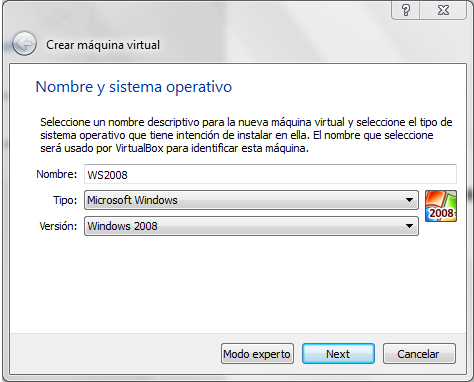 ?
Crear máquina virtual
Nombre y sistema operativo
Seleccione un nombre descriptivo para la nueva máquina virtual y seleccione el tipo de
sistema operativo que tiene intención de instalar en ella. El nombre que seleccione
será usado por VirtualBox para identificar esta máquina.
Nombre: WS2008
Tipo: Microsoft Windows
2008
Versión: Windows 2008
Modo experto Next Cancelar